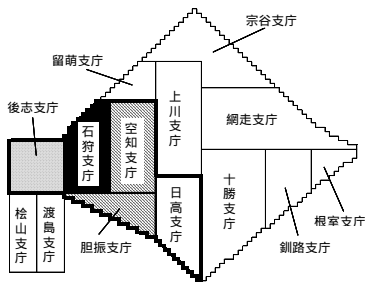 宗谷支庁
留萌支庁
上川支庁
後志支庁
網走支庁
石狩支庁
空知支庁
十勝支庁
日高支庁
根室支庁
桧山支庁
渡島支庁
胆振支庁
釧路支庁